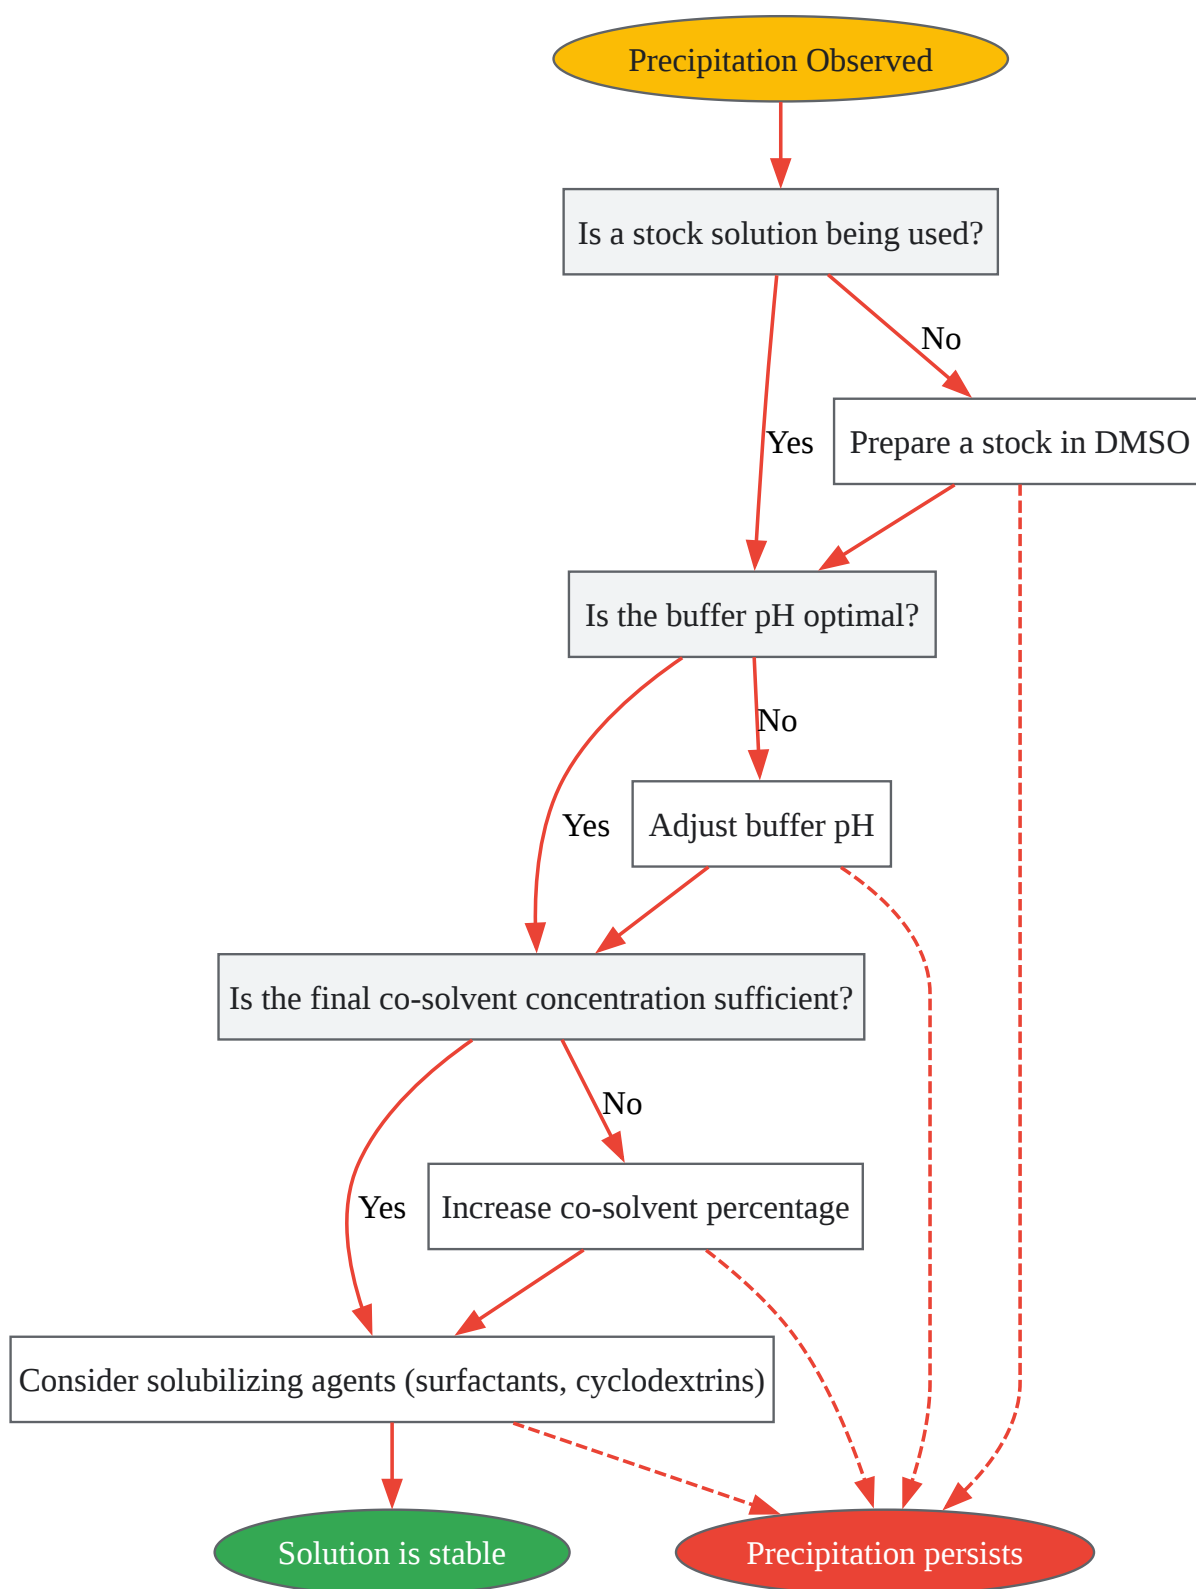 Precipitation Observed
Is a stock solution being used?
No
Yes
Prepare a stock in DMSO
Is the buffer pH optimal?
No
Yes
Adjust buffer pH
Is the final co-solvent concentration sufficient?
No
Yes
Increase co-solvent percentage
Consider solubilizing agents (surfactants, cyclodextrins)
Solution is stable
Precipitation persists